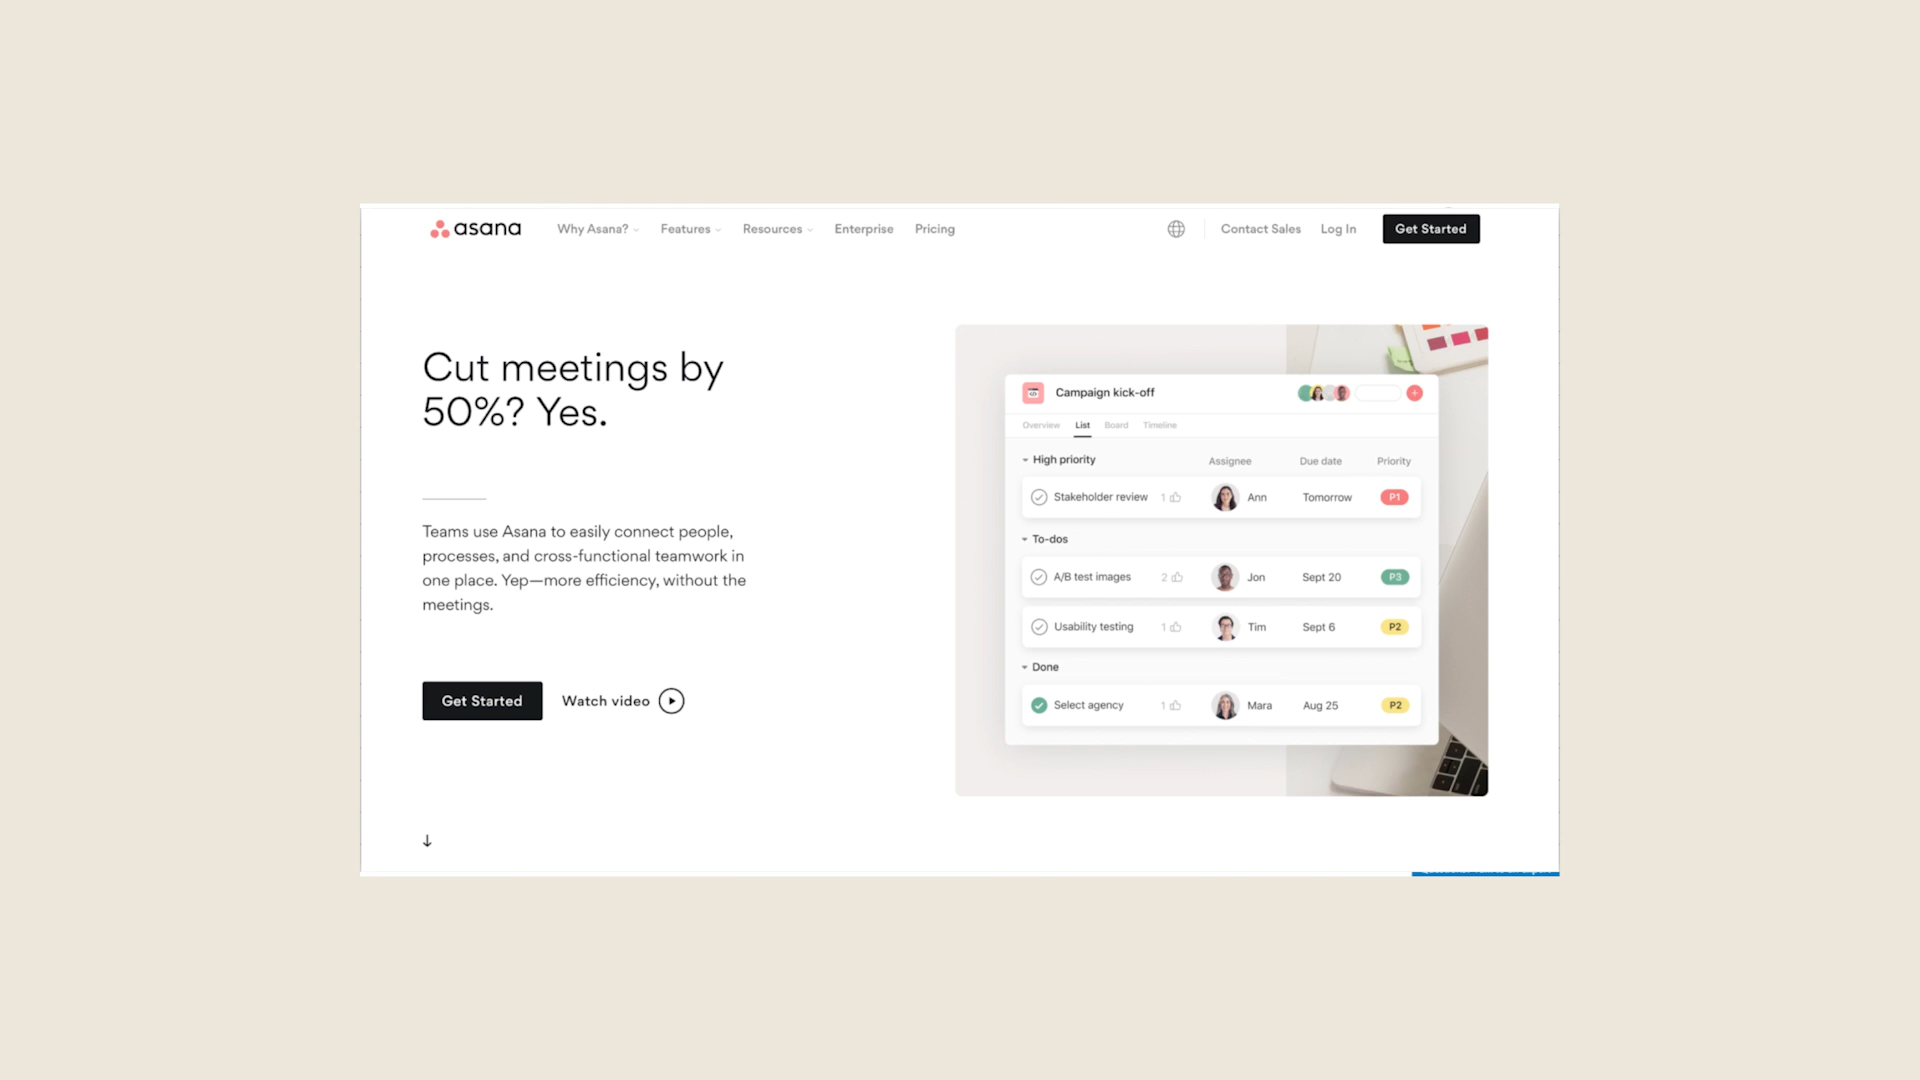 asana
Why Asana?
Features
Resources
Enterprise
Pricing
Contact Sales
Log In
Get Started
Cut meetings by
50%? Yes.
Teams use Asana to easily connect people,
processes, and cross-functional teamwork in
one place. Yep—more efficiency, without the
meetings.
Get Started
Watch video
Campaign kick-off
Overview
List
Board
Timeline
High priority
Assignee
Due date
Priority
Stakeholder review
1
Ann
Tomorrow
P1
To-dos
A/B test images
2
Jon
Sept 20
P3
Usability testing
1
Tim
Sept 6
P2
Done
Select agency
1
Mara
Aug 25
P2